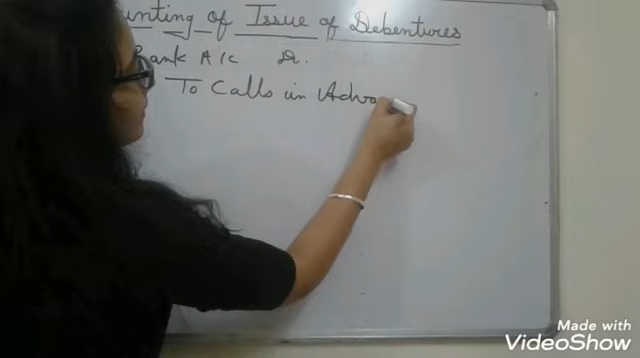 unting of Issue of Debentures
Bank A/c Dr.
To Calls in Adva
Made with
VideoShow